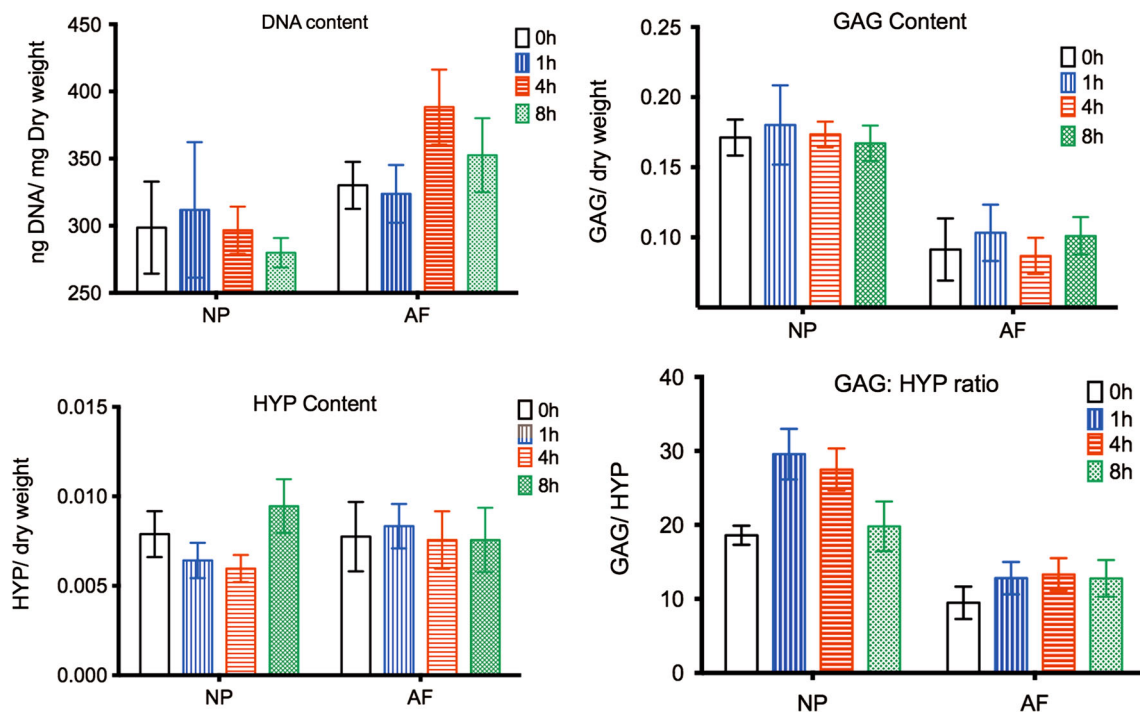 DNA content
ng DNA/ mg Dry weight
450
400
350
300
250
NP
AF
0h
1h
4h
8h
GAG Content
GAG/ dry weight
0.20
0.15
0.10
NP
AF
0h
1h
4h
8h
HYP Content
HYP/ dry weight
0.015
0.010
0.005
0.000
NP
AF
0h
1h
4h
8h
GAG: HYP ratio
GAG/ HYP
40
30
20
10
0
NP
AF
0h
1h
4h
8h